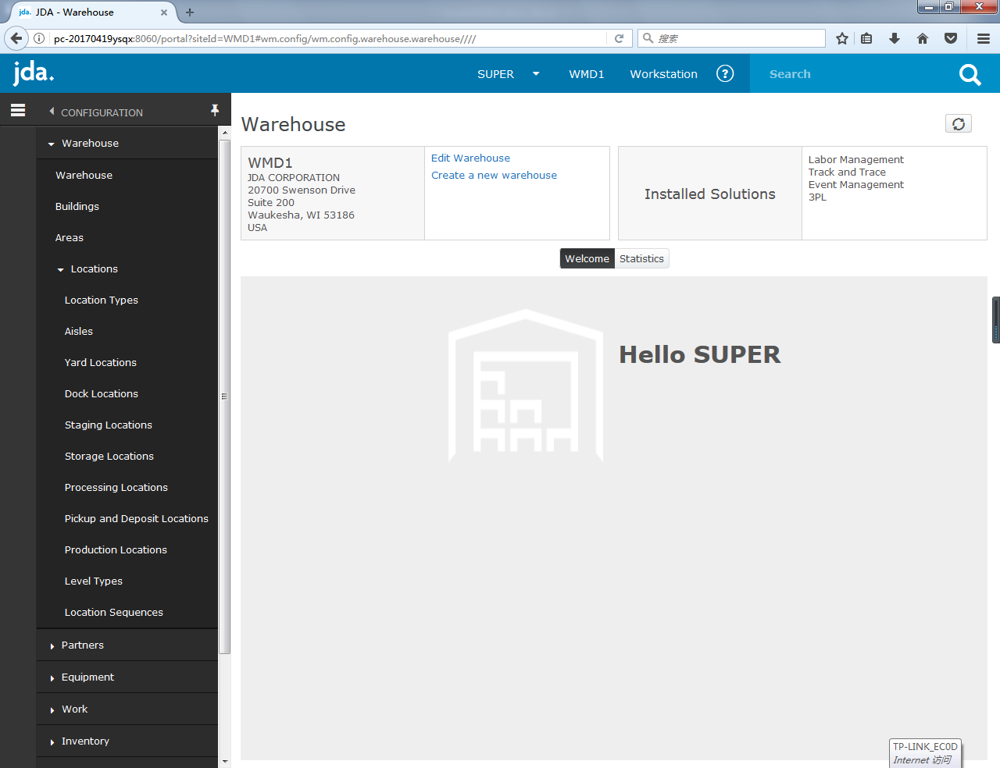 jda. JDA - Warehouse
pc-20170419ysqx:8060/portal?siteId=WMD1#wm.config/wm.config.warehouse.warehouse////
搜索
jda.
SUPER
WMD1
Workstation
?
Search
CONFIGURATION
Warehouse
Warehouse
Buildings
Areas
Locations
Location Types
Aisles
Yard Locations
Dock Locations
Staging Locations
Storage Locations
Processing Locations
Pickup and Deposit Locations
Production Locations
Level Types
Location Sequences
Partners
Equipment
Work
Inventory
Warehouse
WMD1
JDA CORPORATION
20700 Swenson Drive
Suite 200
Waukesha, WI 53186
USA
Edit Warehouse
Create a new warehouse
Installed Solutions
Labor Management
Track and Trace
Event Management
3PL
Welcome
Statistics
Hello SUPER
TP-LINK_EC0D
Internet 访问